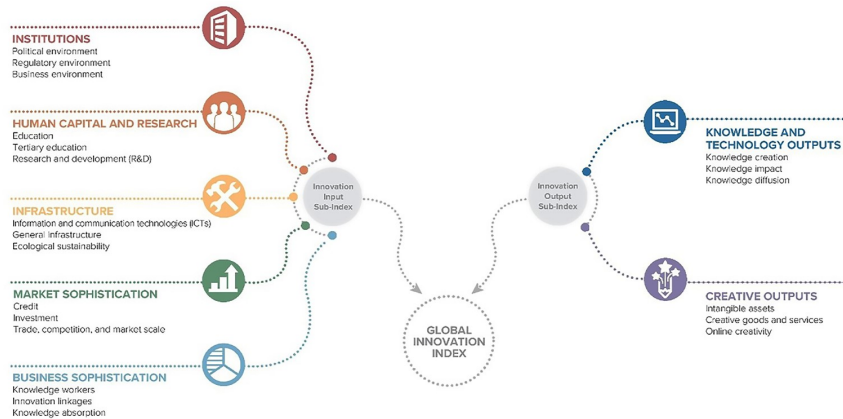 INSTITUTIONS
Political environment
Regulatory environment
Business environment
HUMAN CAPITAL AND RESEARCH
Education
Tertiary education
Research and development (R&D)
INFRASTRUCTURE
Information and communication technologies (ICTs)
General infrastructure
Ecological sustainability
MARKET SOPHISTICATION
Credit
Investment
Trade, competition, and market scale
BUSINESS SOPHISTICATION
Knowledge workers
Innovation linkages
Knowledge absorption
Innovation
Input
Sub-Index
GLOBAL
INNOVATION
INDEX
Innovation
Output
Sub-Index
KNOWLEDGE AND
TECHNOLOGY OUTPUTS
Knowledge creation
Knowledge impact
Knowledge diffusion
CREATIVE OUTPUTS
Intangible assets
Creative goods and services
Online creativity